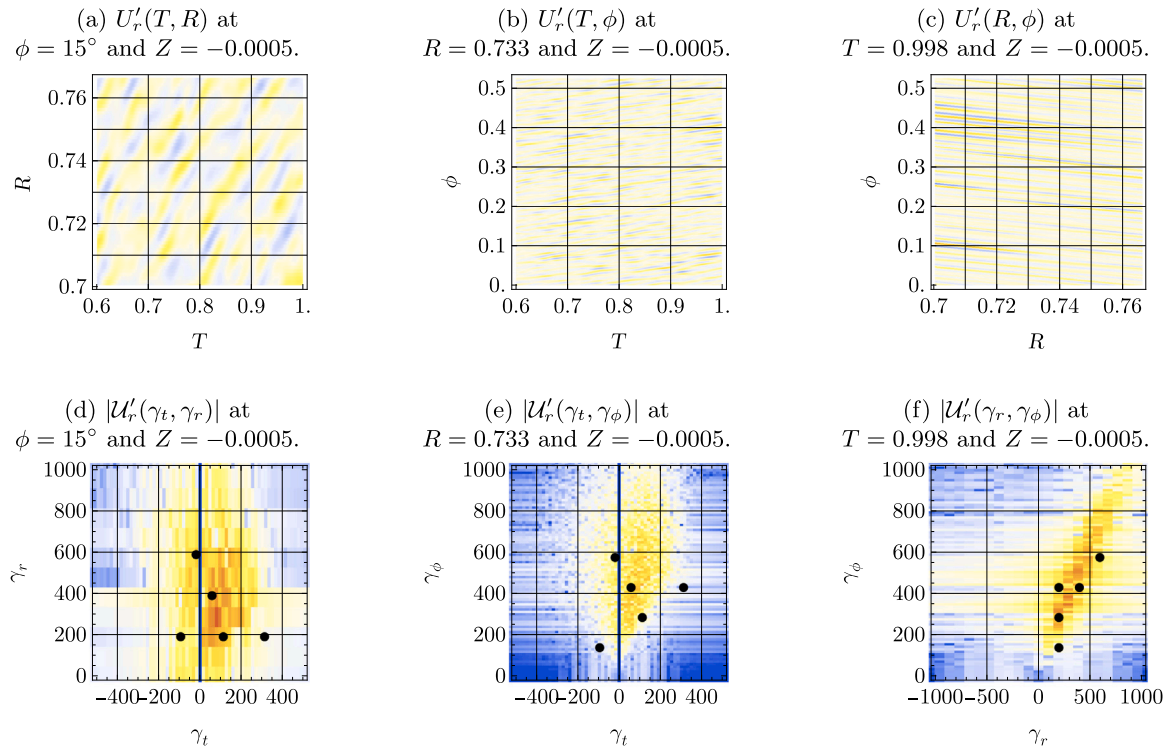 (a) U′r(T, R) at
ϕ = 15° and Z = −0.0005.
(b) U′r(T, ϕ) at
R = 0.733 and Z = −0.0005.
(c) U′r(R, ϕ) at
T = 0.998 and Z = −0.0005.
0.76
0.74
0.72
0.7
R
0.6 0.7 0.8 0.9 1.
T
0.5
0.4
0.3
0.2
0.1
0.
ϕ
0.6 0.7 0.8 0.9 1.
T
0.5
0.4
0.3
0.2
0.1
0.
ϕ
0.7 0.72 0.74 0.76
R
(d) |𝒰′r(γt, γr)| at
ϕ = 15° and Z = −0.0005.
(e) |𝒰′r(γt, γϕ)| at
R = 0.733 and Z = −0.0005.
(f) |𝒰′r(γr, γϕ)| at
T = 0.998 and Z = −0.0005.
1000
800
600
400
200
0
γr
−400 −200 0 200 400
γt
1000
800
600
400
200
0
γϕ
−400 −200 0 200 400
γt
1000
800
600
400
200
0
γϕ
−1000 −500 0 500 1000
γr